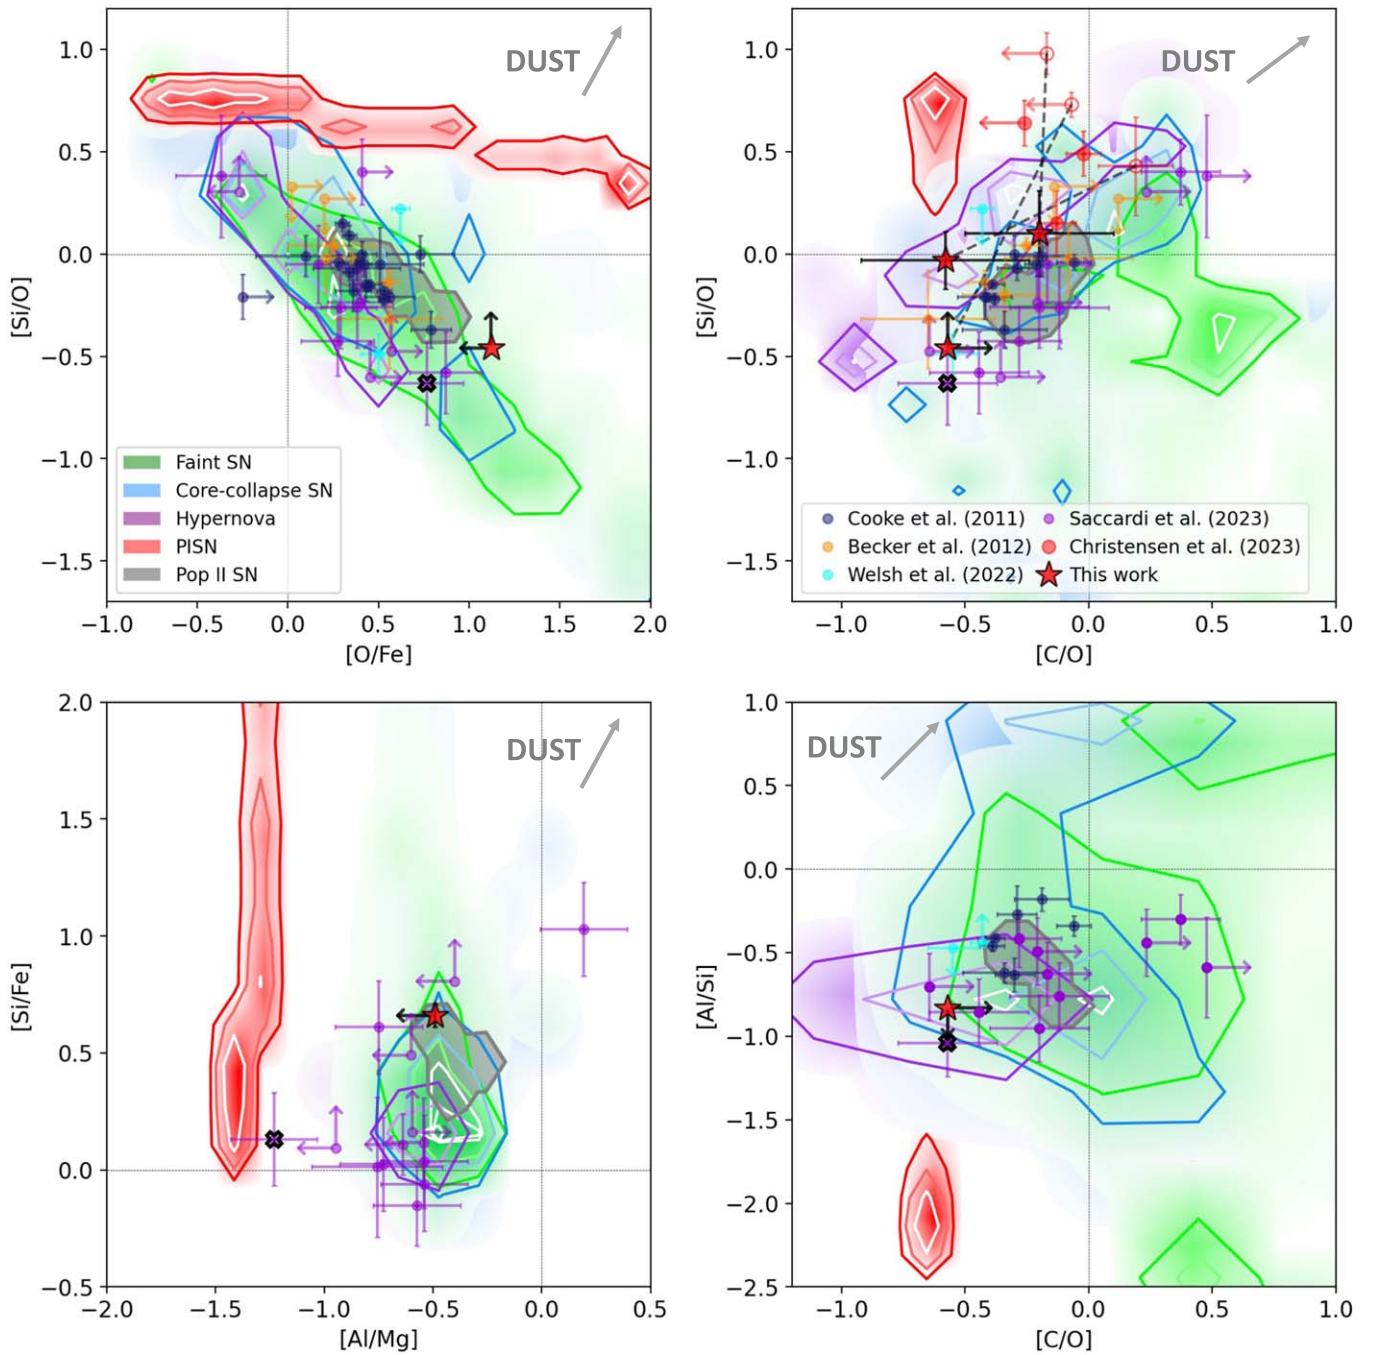 1.0
0.5
0.0
−0.5
−1.0
−1.5
[Si/O]
DUST
Faint SN
Core-collapse SN
Hypernova
PISN
Pop II SN
−1.0 −0.5 0.0 0.5 1.0 1.5 2.0
[O/Fe]
1.0
0.5
0.0
−0.5
−1.0
−1.5
[Si/O]
DUST
Cooke et al. (2011)
Becker et al. (2012)
Welsh et al. (2022)
Saccardi et al. (2023)
Christensen et al. (2023)
This work
−1.0 −0.5 0.0 0.5 1.0
[C/O]
2.0
1.5
1.0
0.5
0.0
−0.5
[Si/Fe]
DUST
−2.0 −1.5 −1.0 −0.5 0.0 0.5
[Al/Mg]
1.0
0.5
0.0
−0.5
−1.0
−1.5
−2.0
−2.5
[Al/Si]
DUST
−1.0 −0.5 0.0 0.5 1.0
[C/O]